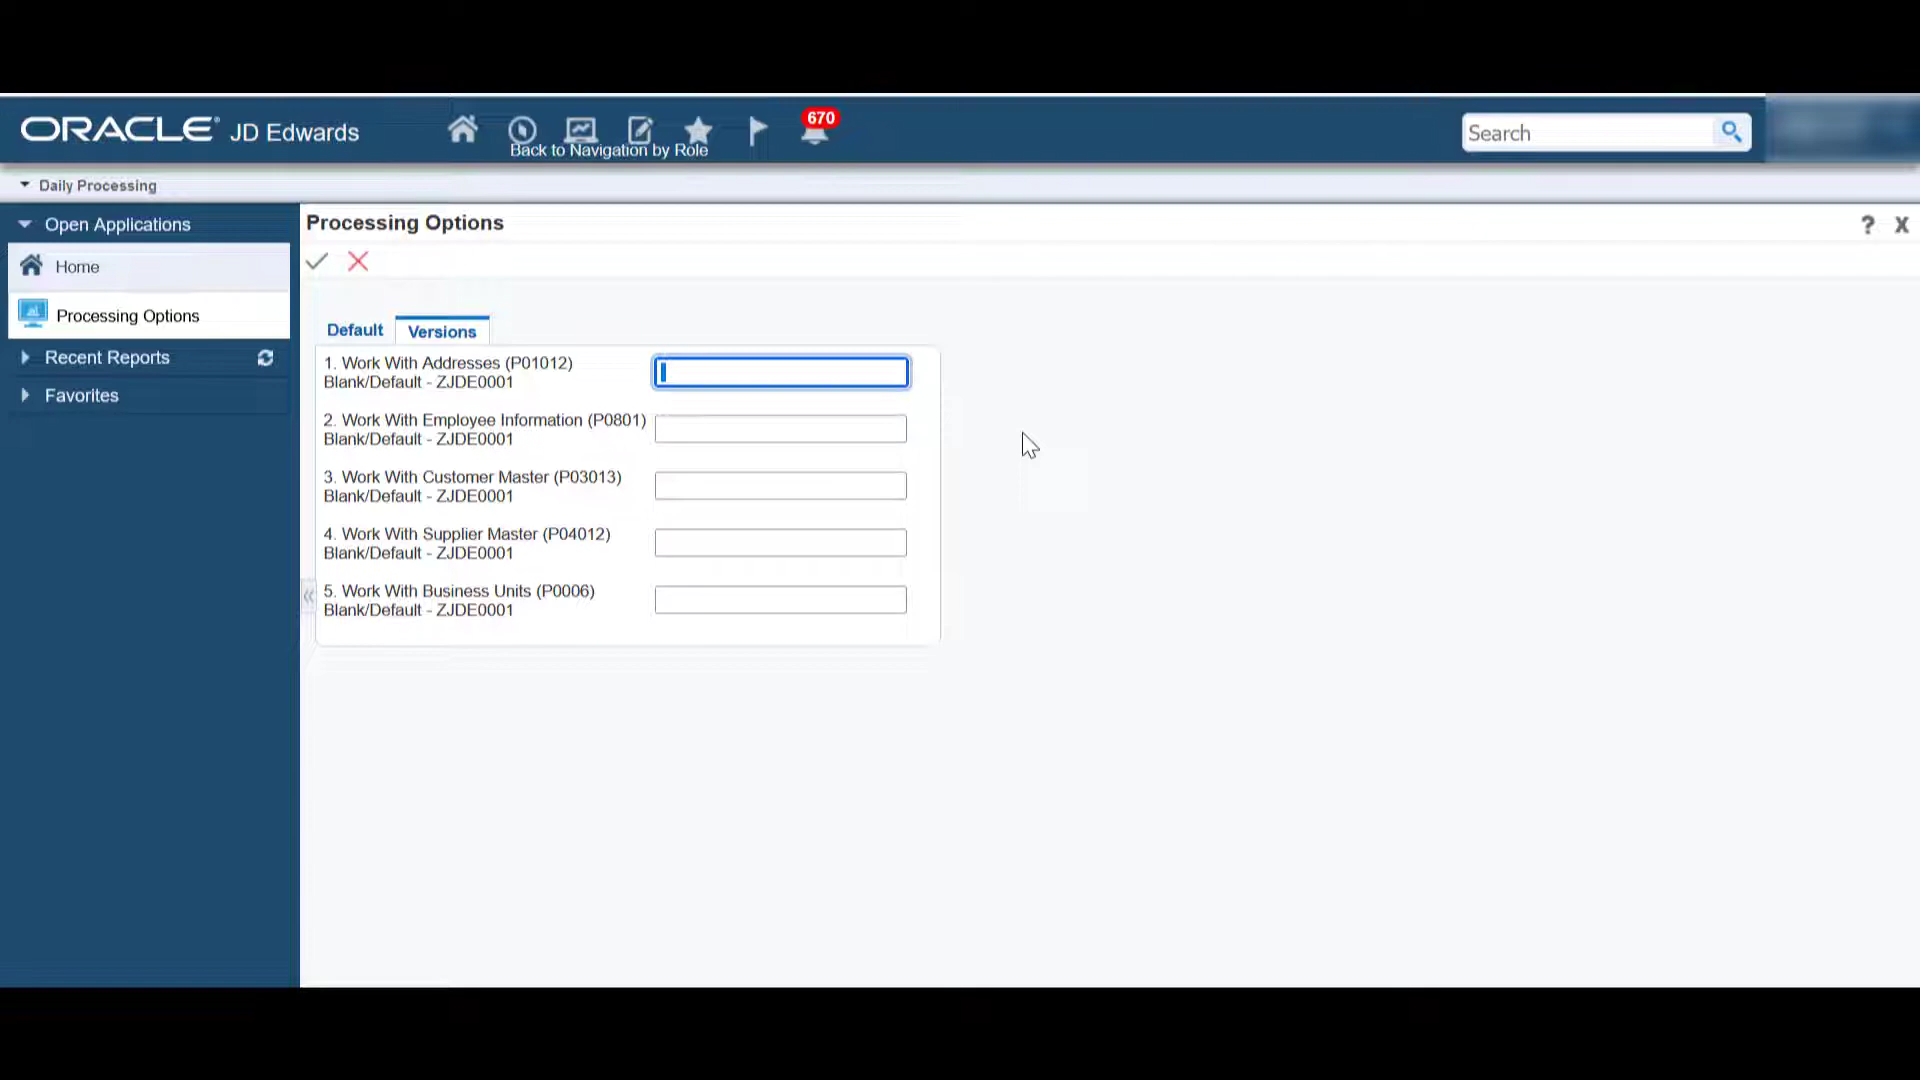 ORACLE JD Edwards
670
Search
Back to Navigation by Role
Daily Processing
Open Applications
Processing Options
? X
Home
Processing Options
Default Versions
Recent Reports
1. Work With Addresses (P01012)
Blank/Default - ZJDE0001
Favorites
2. Work With Employee Information (P0801)
Blank/Default - ZJDE0001
3. Work With Customer Master (P03013)
Blank/Default - ZJDE0001
4. Work With Supplier Master (P04012)
Blank/Default - ZJDE0001
5. Work With Business Units (P0006)
Blank/Default - ZJDE0001